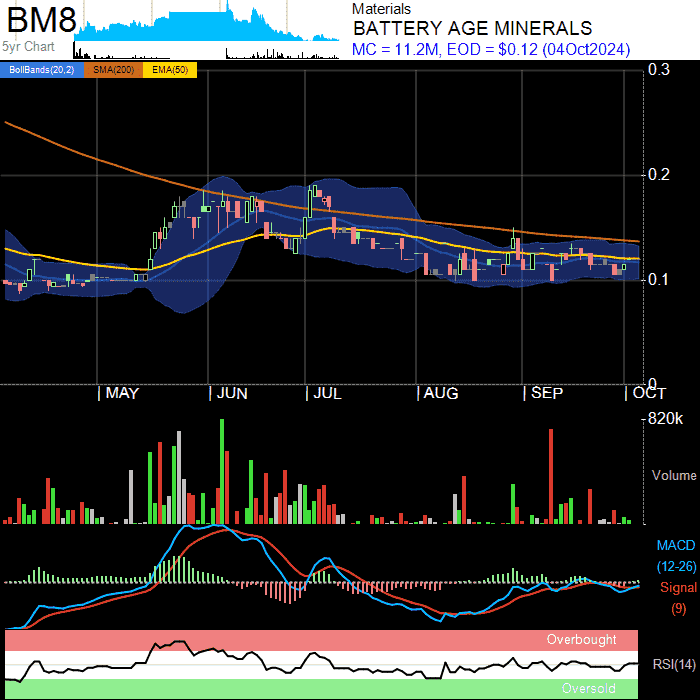 BM8
5yr Chart
Materials
BATTERY AGE MINERALS
MC = 11.2M, EOD = $0.12 (04Oct2024)
BollBands(20,2) SMA(200) EMA(50)
0.3
0.2
0.1
0
MAY JUN JUL AUG SEP OCT
820k
Volume
MACD
(12-26)
Signal
(9)
Overbought
RSI(14)
Oversold